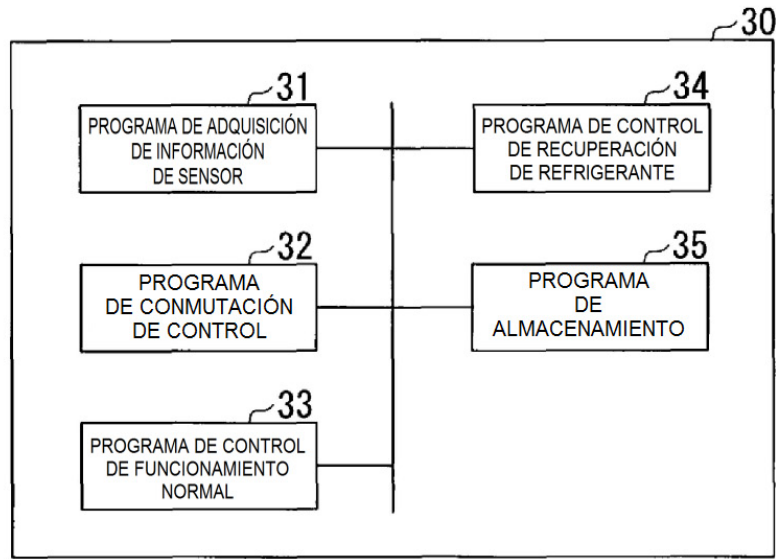 30
31
PROGRAMA DE ADQUISICIÓN
DE INFORMACIÓN
DE SENSOR
34
PROGRAMA DE CONTROL
DE RECUPERACIÓN
DE REFRIGERANTE
32
PROGRAMA
DE CONMUTACIÓN
DE CONTROL
35
PROGRAMA
DE
ALMACENAMIENTO
33
PROGRAMA DE CONTROL
DE FUNCIONAMIENTO
NORMAL